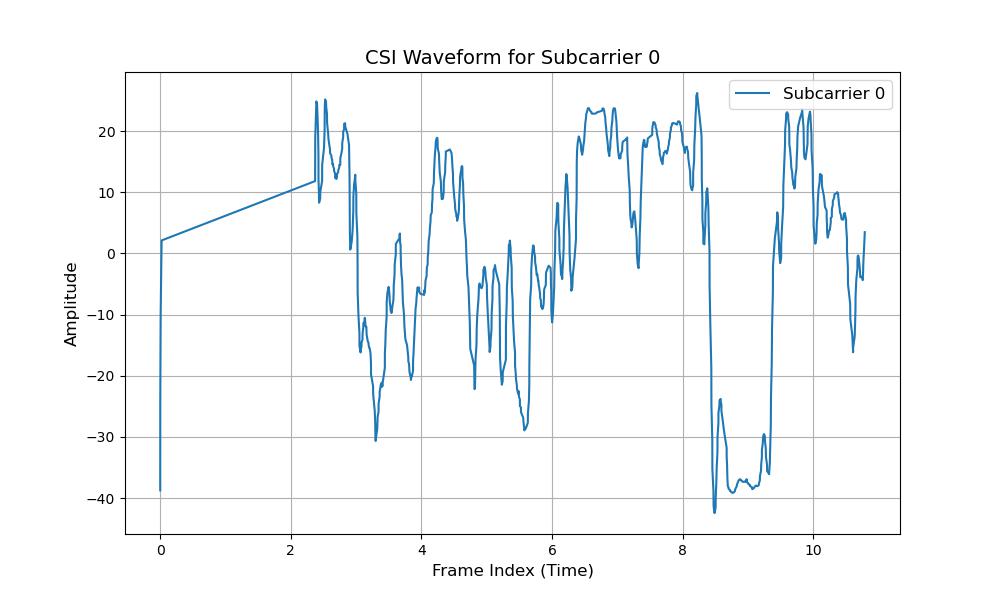 CSI Waveform for Subcarrier 0
Subcarrier 0
Amplitude
20
10
0
−10
−20
−30
−40
0 2 4 6 8 10
Frame Index (Time)